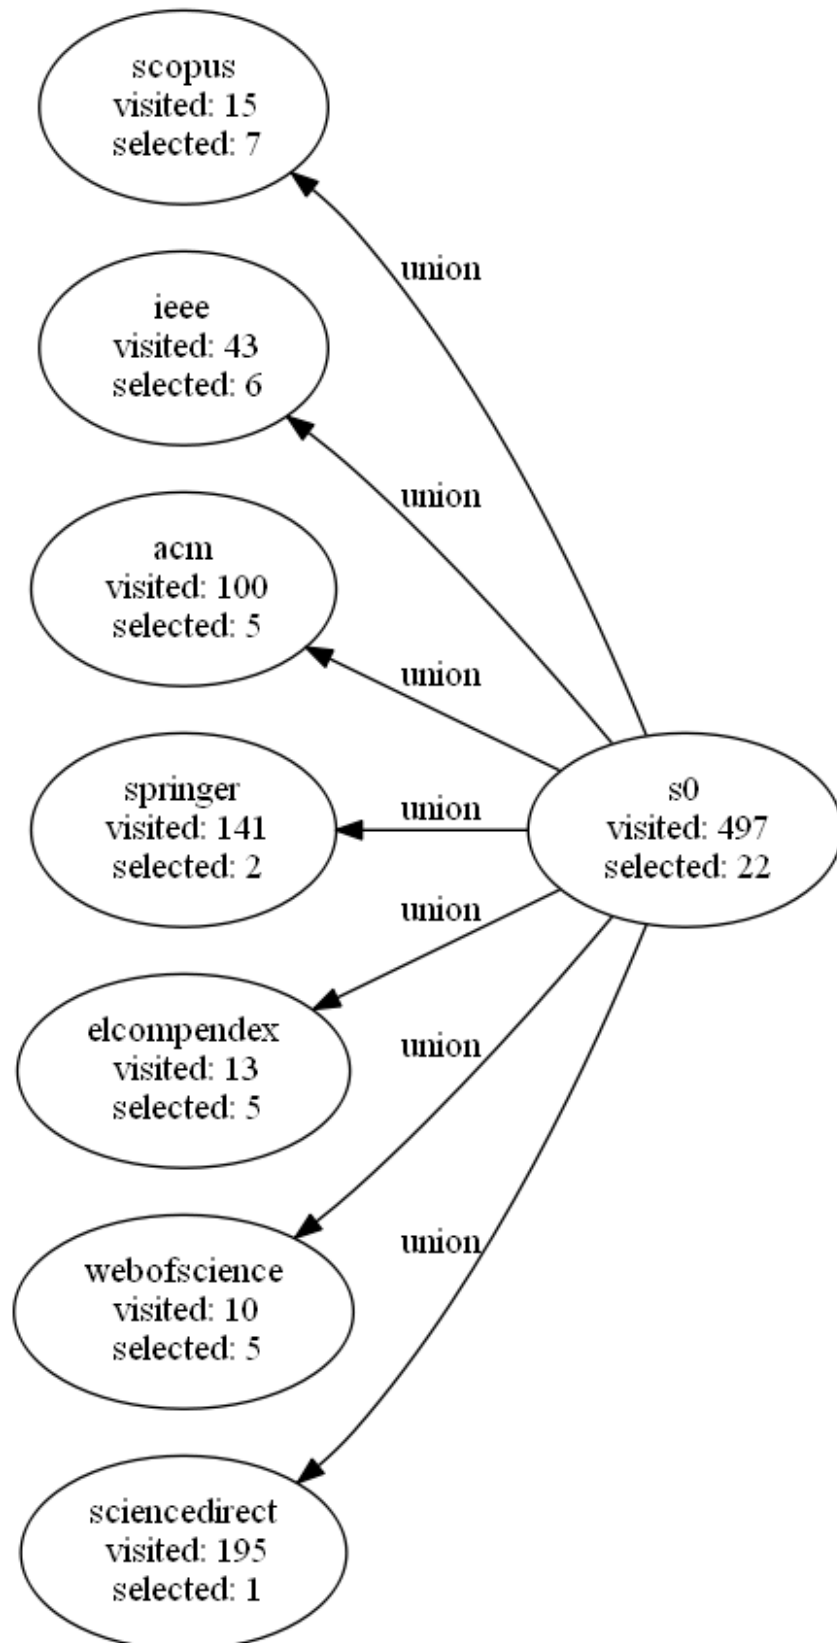 scopus
visited: 15
selected: 7
union
ieee
visited: 43
selected: 6
union
acm
visited: 100
selected: 5
union
springer
visited: 141
selected: 2
union
s0
visited: 497
selected: 22
union
elcompendex
visited: 13
selected: 5
union
webofscience
visited: 10
selected: 5
union
sciencedirect
visited: 195
selected: 1